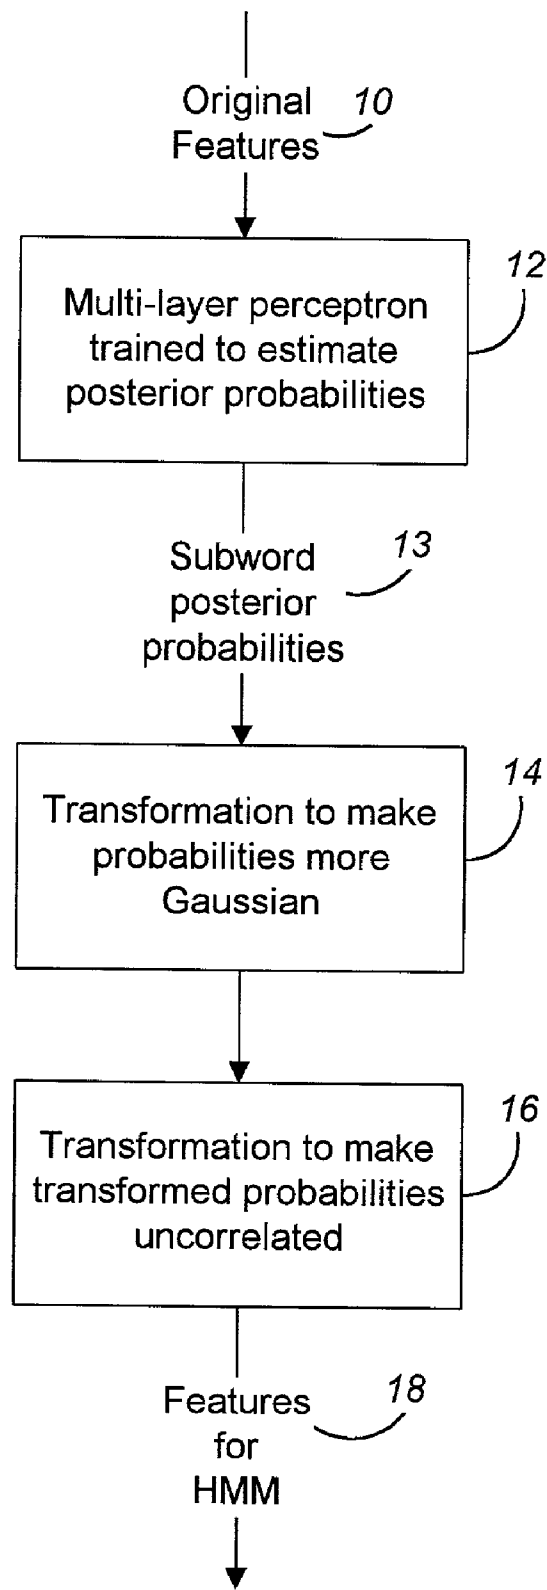 Original
Features
10
Multi-layer perceptron
trained to estimate
posterior probabilities
12
Subword
posterior
probabilities
13
Transformation to make
probabilities more
Gaussian
14
Transformation to make
transformed probabilities
uncorrelated
16
Features
for
HMM
18